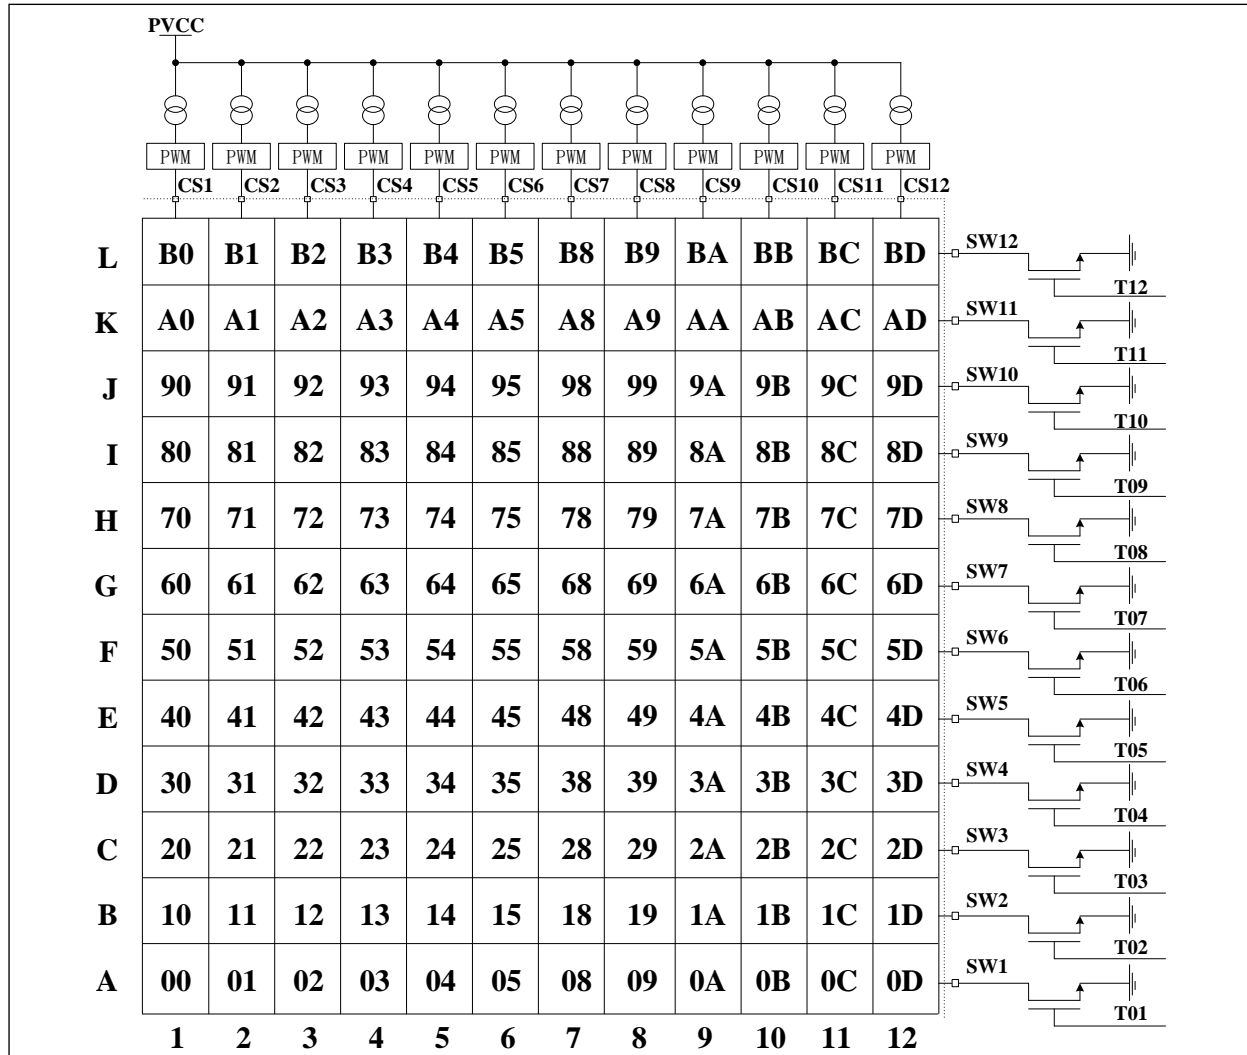 PVCC
PWM PWM PWM PWM PWM PWM PWM PWM PWM PWM PWM PWM
CS1 CS2 CS3 CS4 CS5 CS6 CS7 CS8 CS9 CS10 CS11 CS12
L B0 B1 B2 B3 B4 B5 B8 B9 BA BB BC BD SW12
T12
K A0 A1 A2 A3 A4 A5 A8 A9 AA AB AC AD SW11
T11
J 90 91 92 93 94 95 98 99 9A 9B 9C 9D SW10
T10
I 80 81 82 83 84 85 88 89 8A 8B 8C 8D SW9
T09
H 70 71 72 73 74 75 78 79 7A 7B 7C 7D SW8
T08
G 60 61 62 63 64 65 68 69 6A 6B 6C 6D SW7
T07
F 50 51 52 53 54 55 58 59 5A 5B 5C 5D SW6
T06
E 40 41 42 43 44 45 48 49 4A 4B 4C 4D SW5
T05
D 30 31 32 33 34 35 38 39 3A 3B 3C 3D SW4
T04
C 20 21 22 23 24 25 28 29 2A 2B 2C 2D SW3
T03
B 10 11 12 13 14 15 18 19 1A 1B 1C 1D SW2
T02
A 00 01 02 03 04 05 08 09 0A 0B 0C 0D SW1
T01
1 2 3 4 5 6 7 8 9 10 11 12